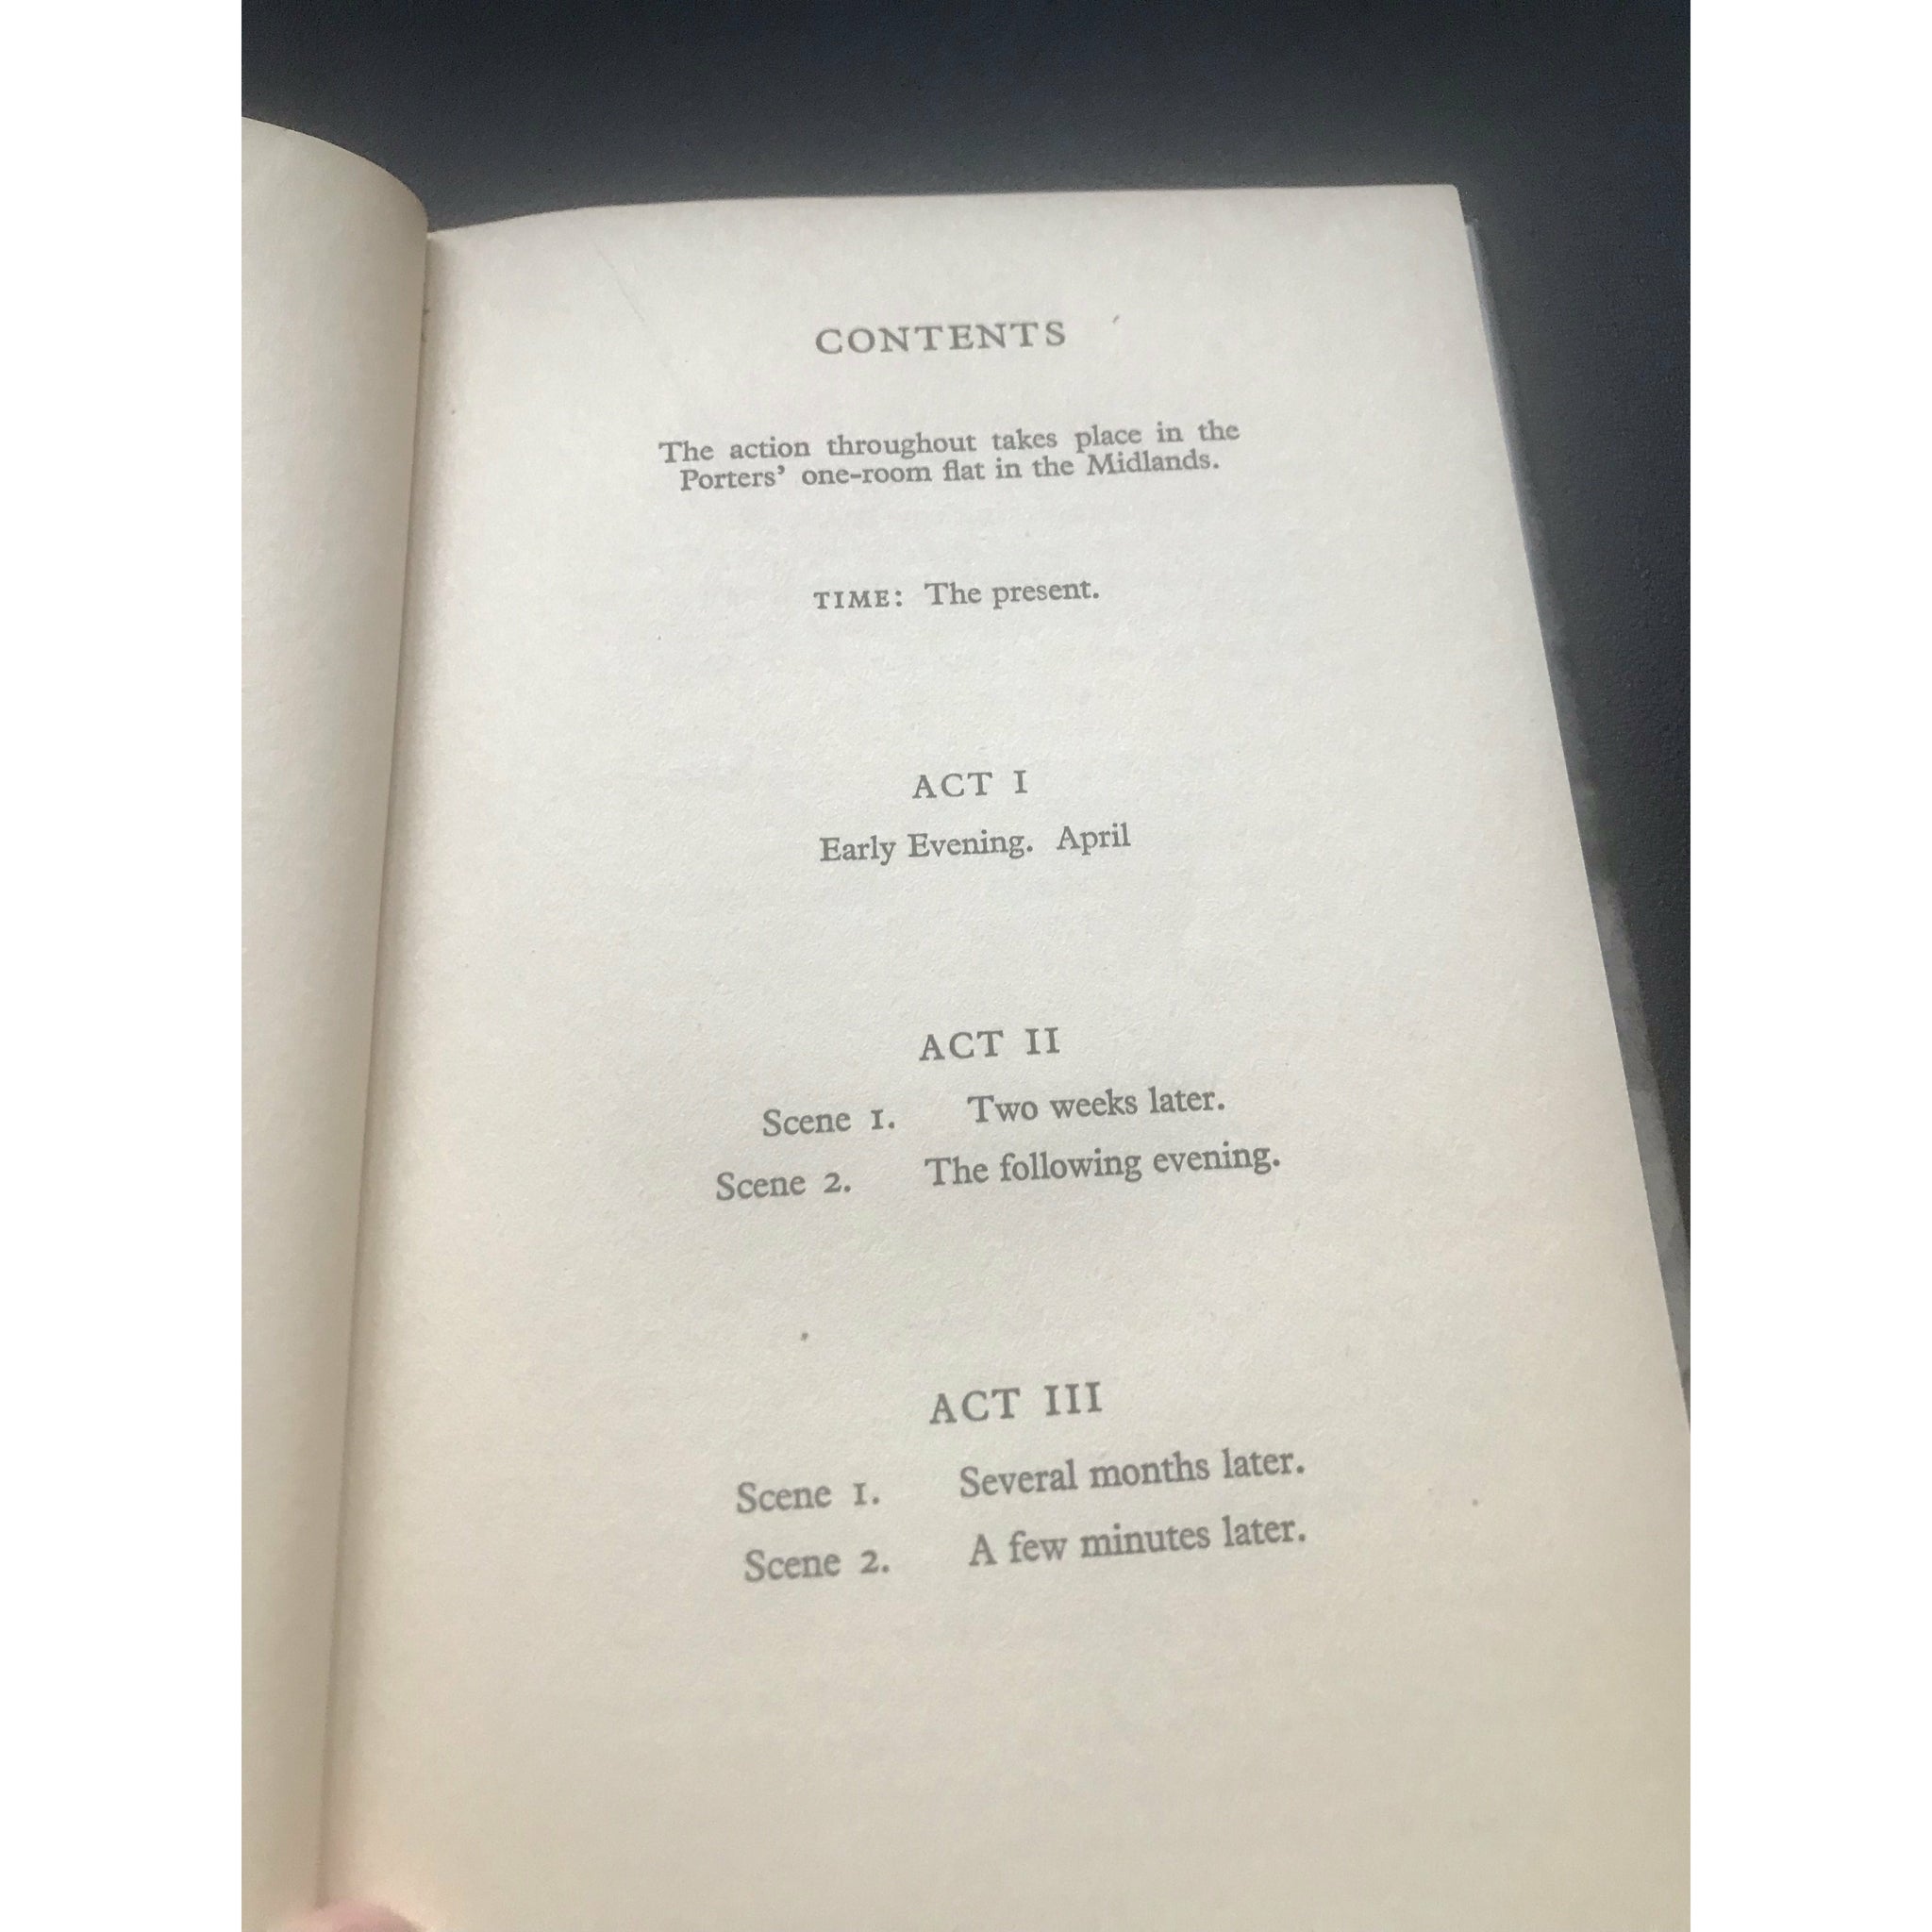 CONTENTS
The action throughout takes place in the
Porters’ one-room flat in the Midlands.
TIME: The present.
ACT I
Early Evening. April
ACT II
Scene 1. Two weeks later.
Scene 2. The following evening.
ACT III
Scene 1. Several months later.
Scene 2. A few minutes later.